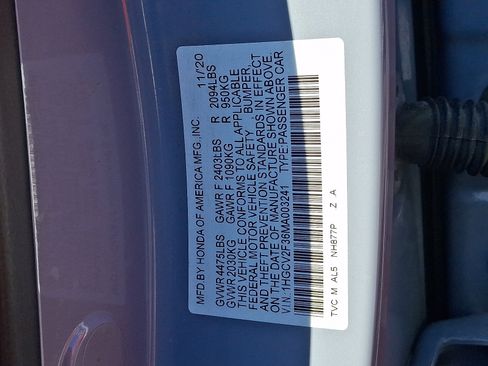 MFD.BY HONDA OF AMERICA MFG.,INC. 11/20
GVWR 4475LBS GAWR F 2403LBS R 2094LBS
GVWR 2030KG GAWR F 1090KG R 950KG
THIS VEHICLE CONFORMS TO ALL APPLICABLE
FEDERAL MOTOR VEHICLE SAFETY , BUMPER,
AND THEFT PREVENTION STANDARDS IN EFFECT
ON THE DATE OF MANUFACTURE SHOWN ABOVE.
V.I.N:1HGCV2F36MA003241 TYPE:PASSENGER CAR
TVC M AL5 NH877P Z A